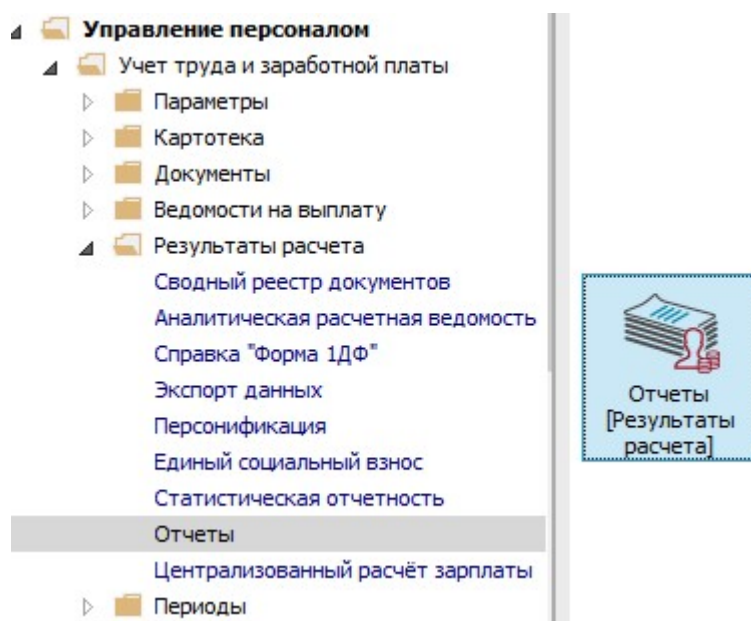 Управление персоналом
Учет труда и заработной платы
Параметры
Картотека
Документы
Ведомости на выплату
Результаты расчета
Сводный реестр документов
Аналитическая расчетная ведомость
Справка "Форма 1ДФ"
Экспорт данных
Персонификация
Единый социальный взнос
Статистическая отчетность
Отчеты
Централизованный расчёт зарплаты
Периоды
Отчеты
[Результаты
расчета]